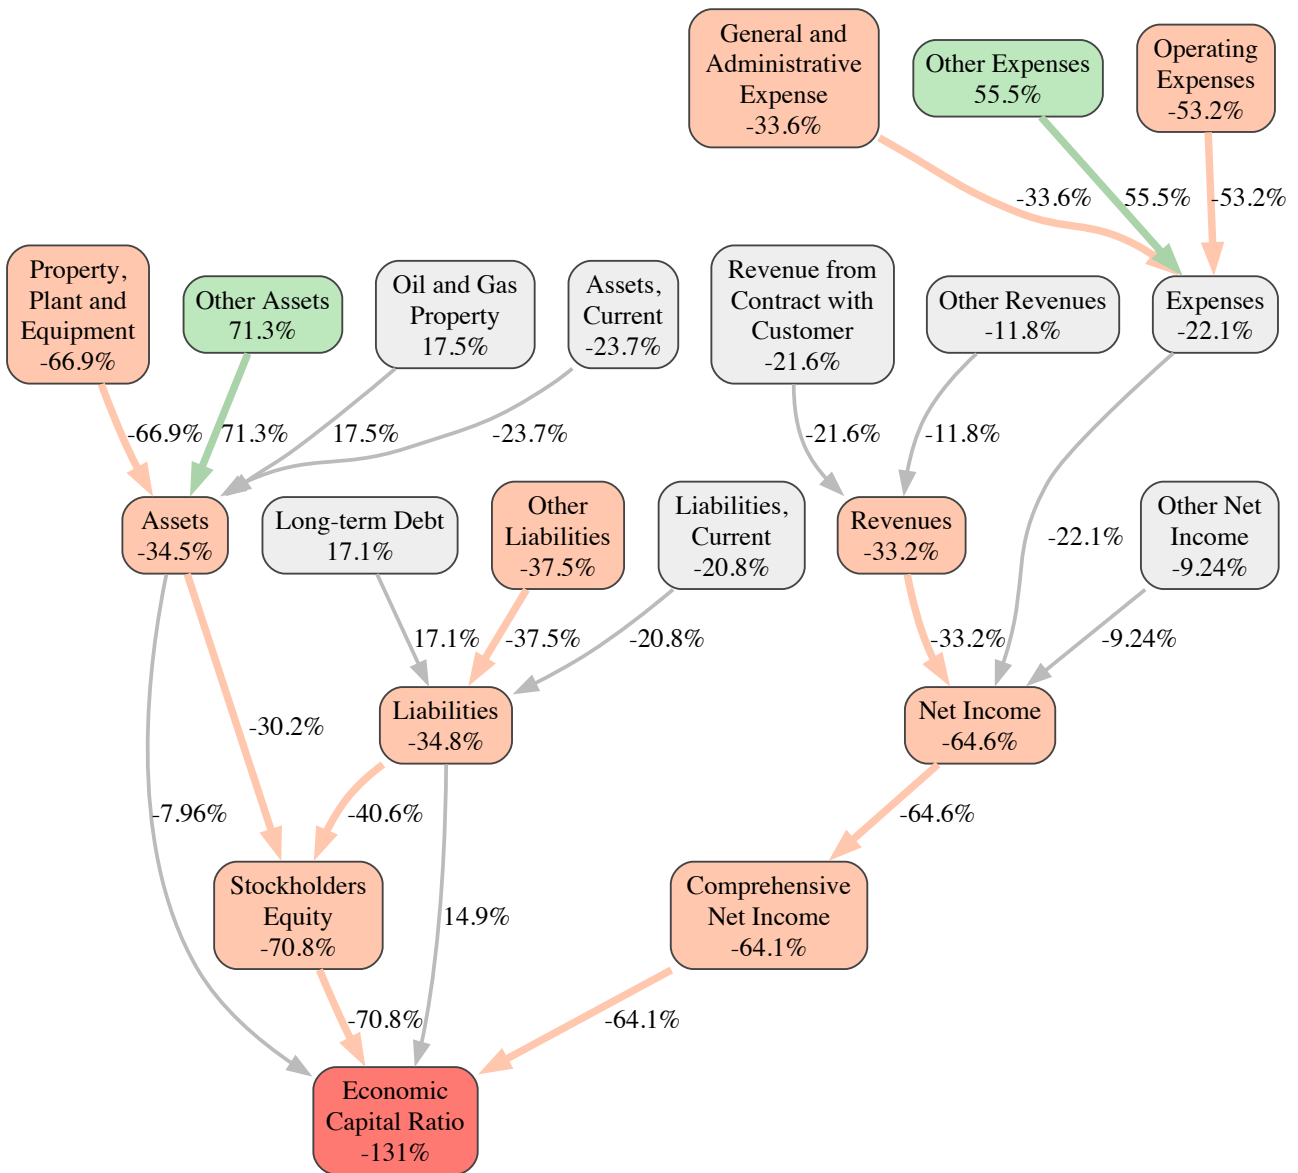 General and
Administrative
Expense
-33.6%
Other Expenses
55.5%
Operating
Expenses
-53.2%
-33.6%
55.5%
-53.2%
Property,
Plant and
Equipment
-66.9%
Other Assets
71.3%
Oil and Gas
Property
17.5%
Assets,
Current
-23.7%
Revenue from
Contract with
Customer
-21.6%
Other Revenues
-11.8%
Expenses
-22.1%
-66.9%
71.3%
17.5%
-23.7%
-21.6%
-11.8%
Assets
-34.5%
Long-term Debt
17.1%
Other
Liabilities
-37.5%
Liabilities,
Current
-20.8%
Revenues
-33.2%
-22.1%
Other Net
Income
-9.24%
17.1%
-37.5%
-20.8%
-33.2%
-9.24%
-30.2%
Liabilities
-34.8%
Net Income
-64.6%
-7.96%
-40.6%
-64.6%
Stockholders
Equity
-70.8%
14.9%
Comprehensive
Net Income
-64.1%
-70.8%
-64.1%
Economic
Capital Ratio
-131%